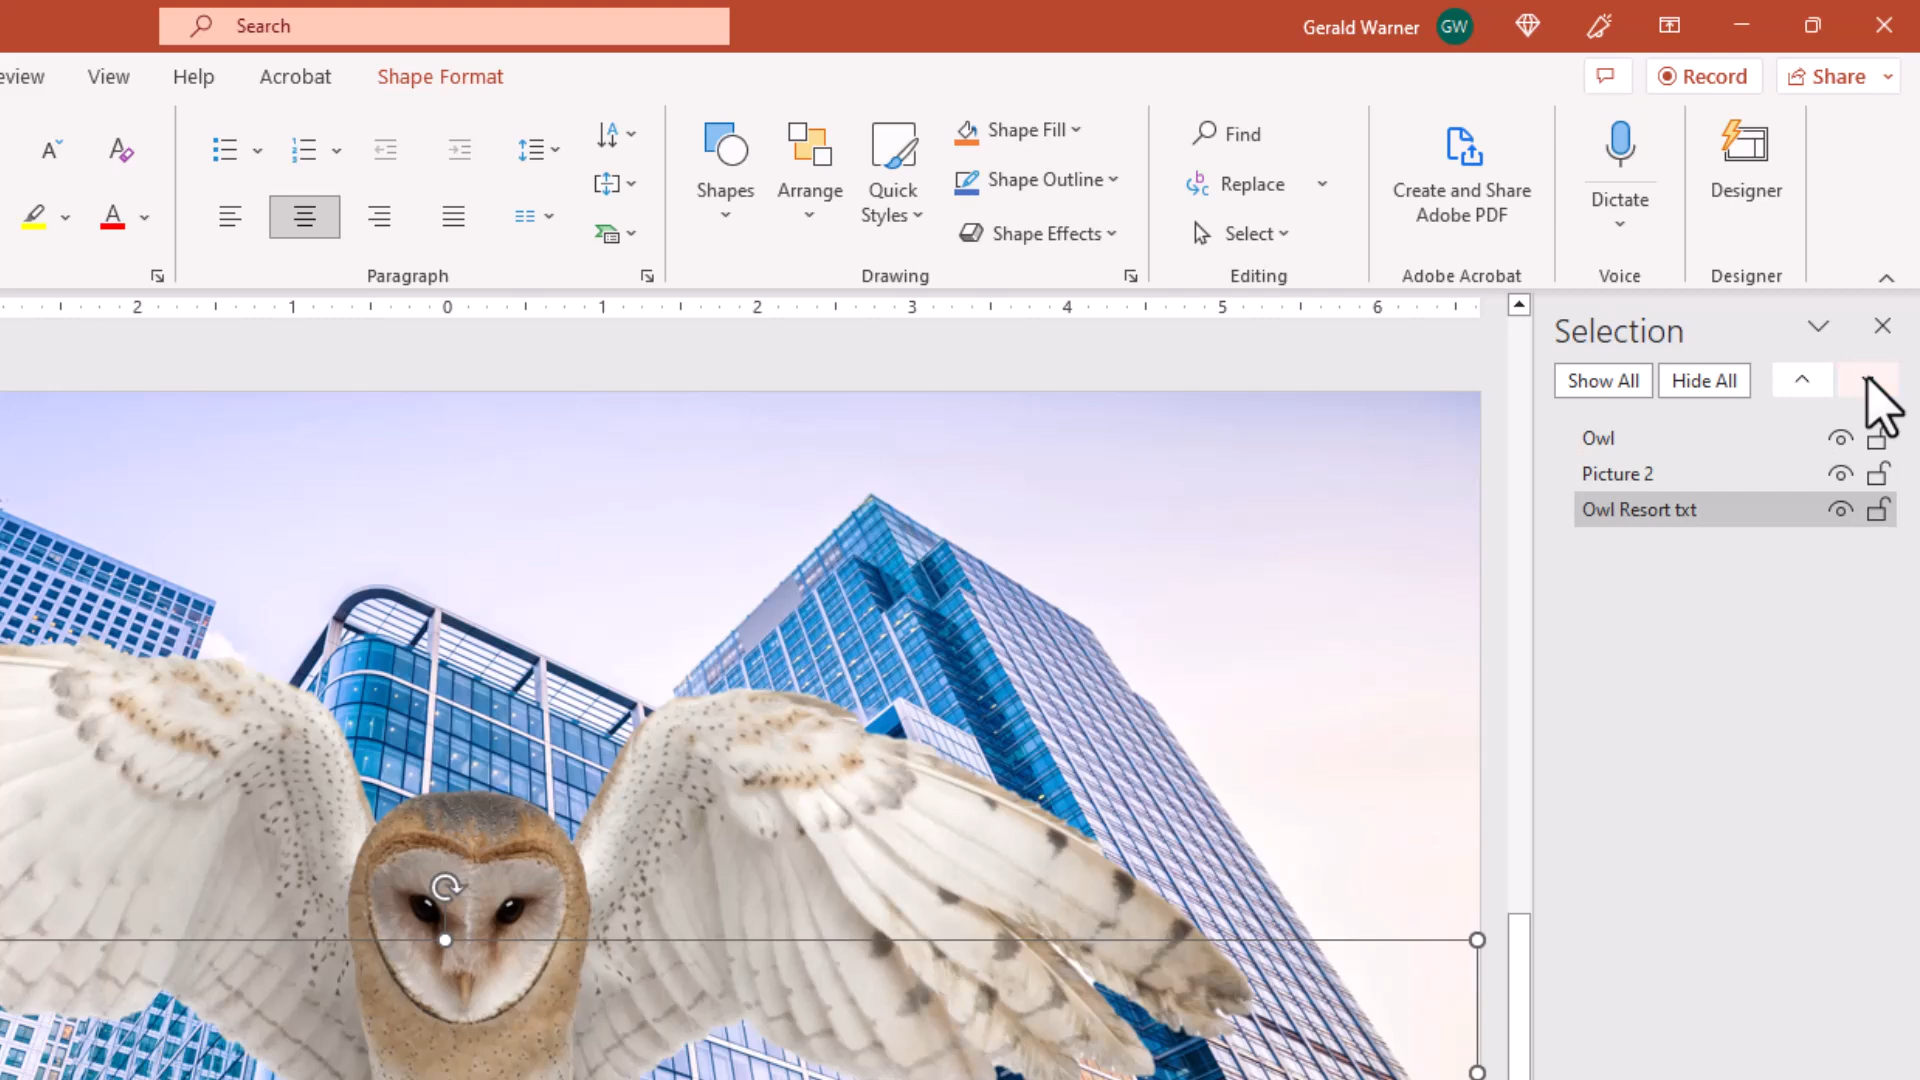 Search
Gerald Warner GW
eview View Help Acrobat Shape Format
Record Share
Shapes
Arrange
Quick
Styles
Shape Fill
Shape Outline
Shape Effects
Find
Replace
Select
Create and Share
Adobe PDF
Dictate
Designer
Paragraph
Drawing
Editing
Adobe Acrobat
Voice
Designer
2 1 0 1 2 3 4 5 6
Selection
Show All Hide All
Owl
Picture 2
Owl Resort txt